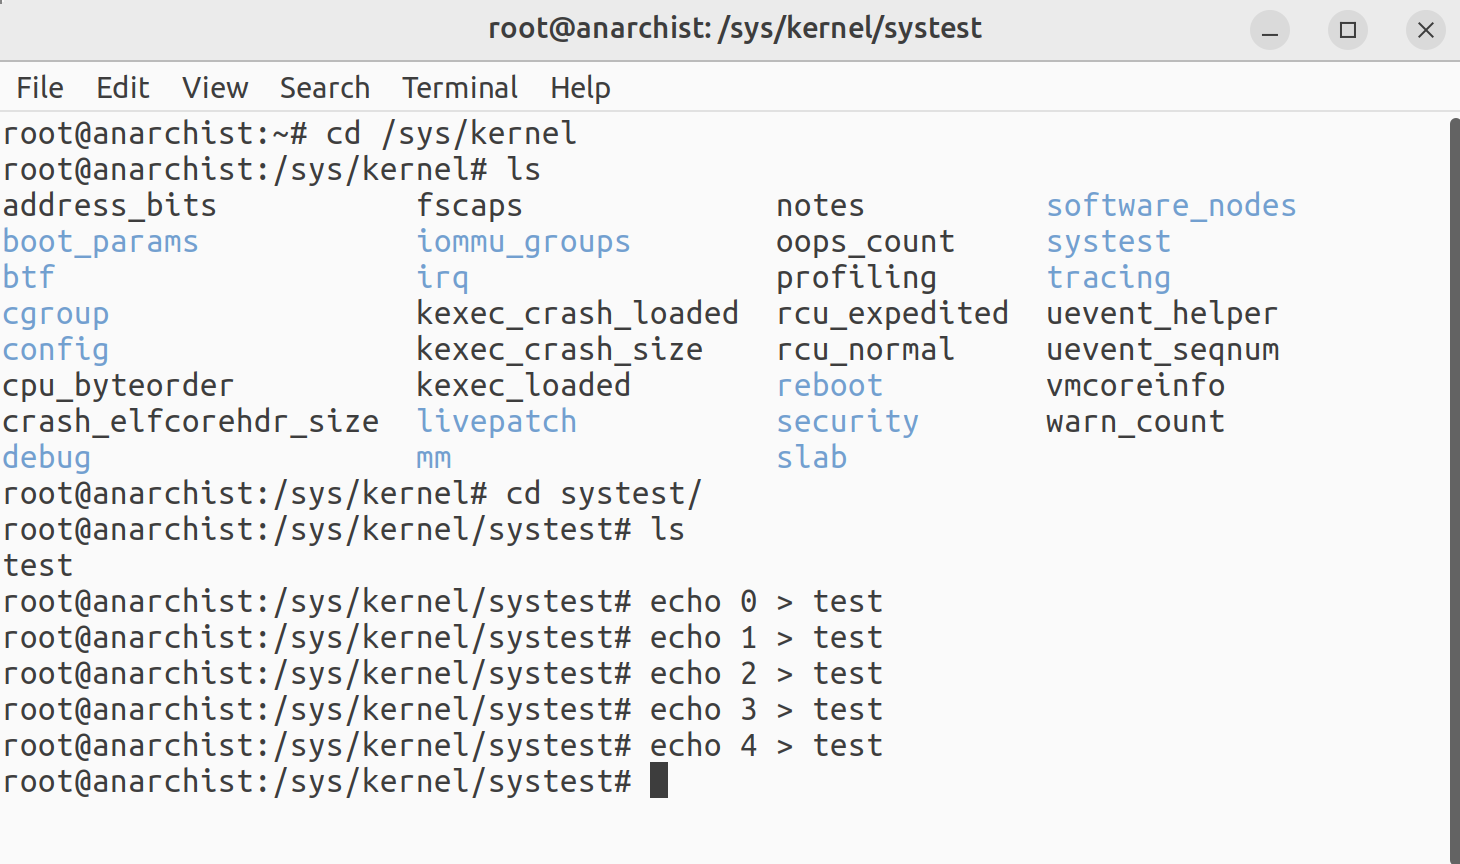 root@anarchist: /sys/kernel/systest
File Edit View Search Terminal Help
root@anarchist:~# cd /sys/kernel
root@anarchist:/sys/kernel# ls
address_bits fscaps notes software_nodes
boot_params iommu_groups oops_count systest
btf irq profiling tracing
cgroup kexec_crash_loaded rcu_expedited uevent_helper
config kexec_crash_size rcu_normal uevent_seqnum
cpu_byteorder kexec_loaded reboot vmcoreinfo
crash_elfcorehdr_size livepatch security warn_count
debug mm slab
root@anarchist:/sys/kernel# cd systest/
root@anarchist:/sys/kernel/systest# ls
test
root@anarchist:/sys/kernel/systest# echo 0 > test
root@anarchist:/sys/kernel/systest# echo 1 > test
root@anarchist:/sys/kernel/systest# echo 2 > test
root@anarchist:/sys/kernel/systest# echo 3 > test
root@anarchist:/sys/kernel/systest# echo 4 > test
root@anarchist:/sys/kernel/systest#